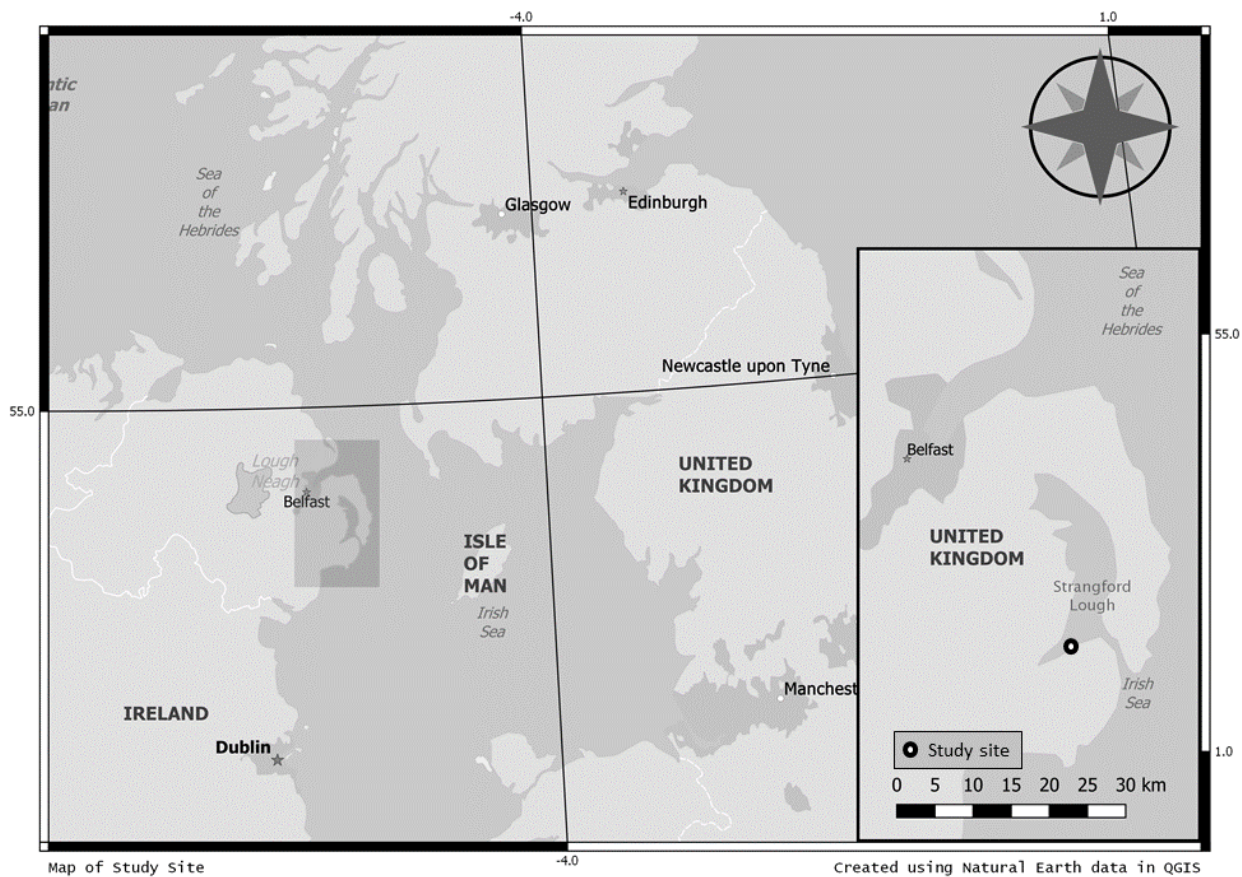 -4.0
1.0
ntic
an
Sea
of
the
Hebrides
Glasgow
Edinburgh
Sea
of
the
Hebrides
55.0
Newcastle upon Tyne
55.0
Lough
Neagh
Belfast
UNITED
KINGDOM
Belfast
ISLE
OF
MAN
Irish
Sea
UNITED
KINGDOM
Strangford
Lough
Manchest
Irish
Sea
IRELAND
Dublin
Study site
1.0
0 5 10 15 20 25 30 km
-4.0
Map of Study Site
Created using Natural Earth data in QGIS